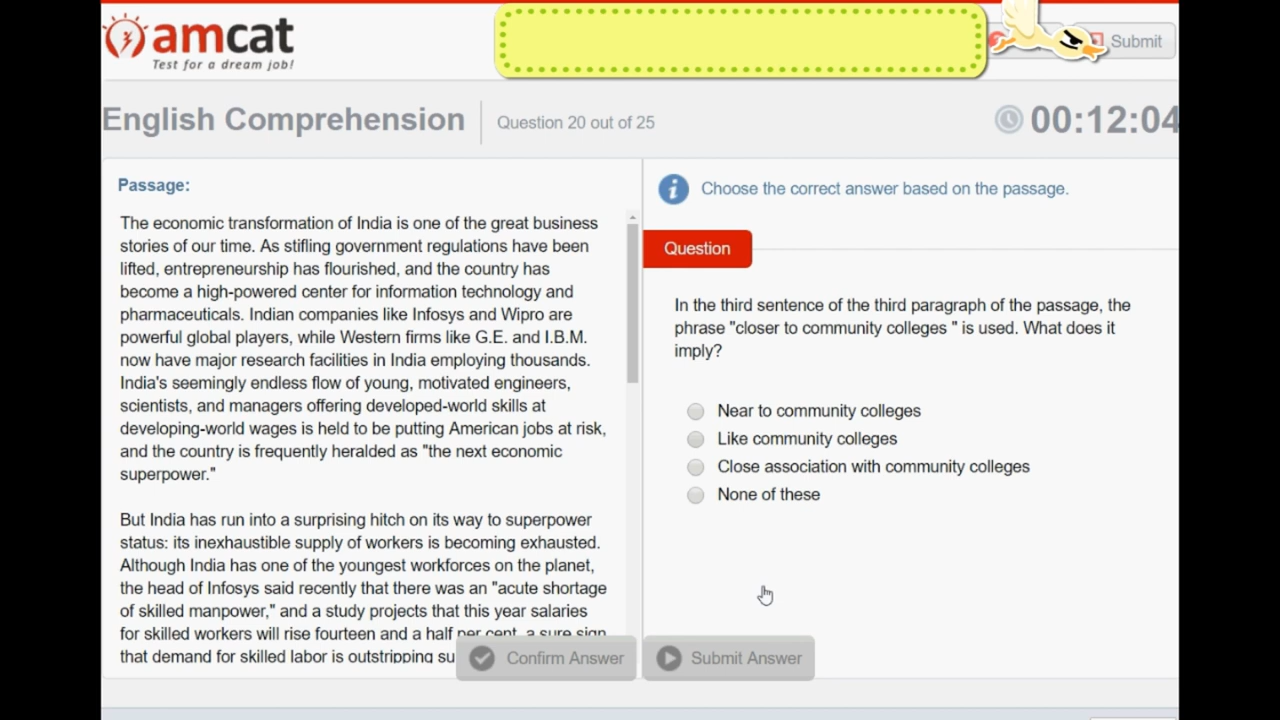 amcat
Test for a dream job!
Submit
English Comprehension
Question 20 out of 25
00:12:04
Passage:
The economic transformation of India is one of the great business
stories of our time. As stifling government regulations have been
lifted, entrepreneurship has flourished, and the country has
become a high-powered center for information technology and
pharmaceuticals. Indian companies like Infosys and Wipro are
powerful global players, while Western firms like G.E. and I.B.M.
now have major research facilities in India employing thousands.
India's seemingly endless flow of young, motivated engineers,
scientists, and managers offering developed-world skills at
developing-world wages is held to be putting American jobs at risk,
and the country is frequently heralded as "the next economic
superpower."
But India has run into a surprising hitch on its way to superpower
status: its inexhaustible supply of workers is becoming exhausted.
Although India has one of the youngest workforces on the planet,
the head of Infosys said recently that there was an "acute shortage
of skilled manpower," and a study projects that this year salaries
for skilled workers will rise fourteen and a half per cent, a sure sign
that demand for skilled labor is outstripping su
Choose the correct answer based on the passage.
Question
In the third sentence of the third paragraph of the passage, the
phrase "closer to community colleges " is used. What does it
imply?
Near to community colleges
Like community colleges
Close association with community colleges
None of these
Confirm Answer
Submit Answer